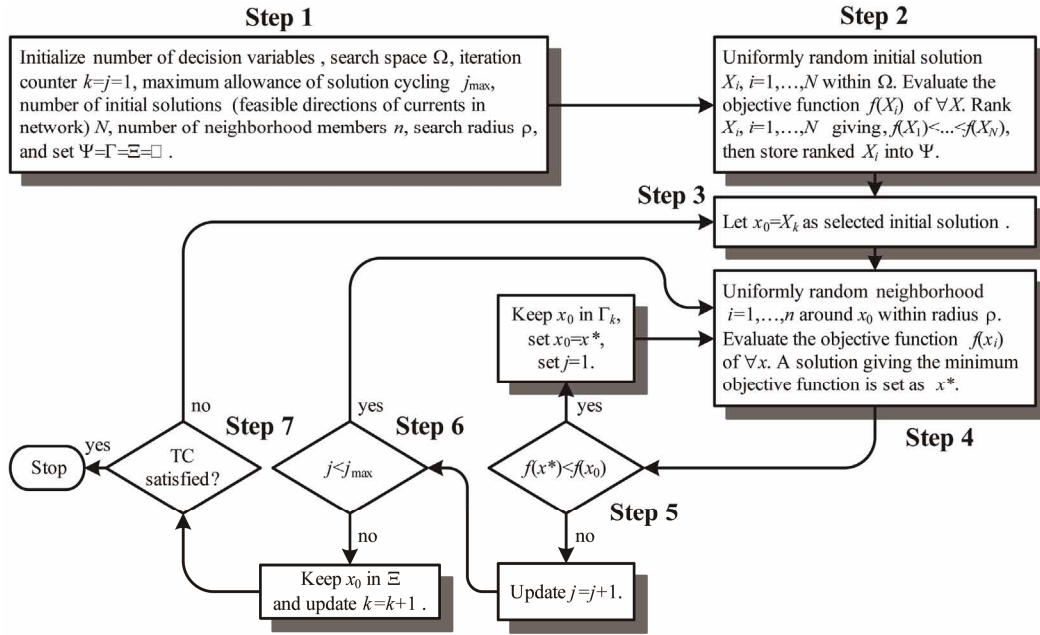 Step 1
Initialize number of decision variables , search space Ω, iteration
counter k=j=1, maximum allowance of solution cycling jmax,
number of initial solutions (feasible directions of currents in
network) N, number of neighborhood members n, search radius ρ,
and set Ψ=Γ=Ξ=□ .
Step 2
Uniformly random initial solution
Xi, i=1,…,N within Ω. Evaluate the
objective function f(Xi) of ∀X. Rank
Xi, i=1,…,N giving, f(X1)<...<f(XN),
then store ranked Xi into Ψ.
Step 3
Let x0=Xk as selected initial solution .
Uniformly random neighborhood
i=1,…,n around x0 within radius ρ.
Evaluate the objective function f(xi)
of ∀x. A solution giving the minimum
objective function is set as x*.
Step 4
Keep x0 in Γk,
set x0=x*,
set j=1.
yes
f(x*)<f(x0)
Step 5
no
Update j=j+1.
Step 6
yes
j<jmax
no
Keep x0 in Ξ
and update k=k+1 .
Step 7
no
TC
satisfied?
yes
Stop